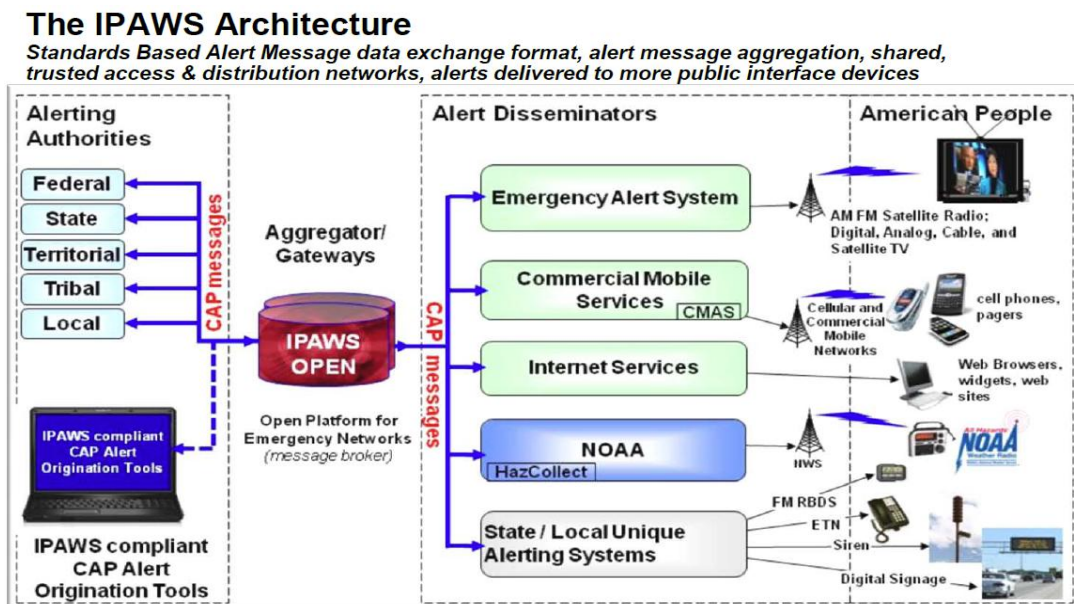 The IPAWS Architecture
Standards Based Alert Message data exchange format, alert message aggregation, shared,
trusted access & distribution networks, alerts delivered to more public interface devices
Alerting
Authorities
Federal
State
Territorial
Tribal
Local
CAP messages
IPAWS compliant
CAP Alert
Origination Tools
IPAWS compliant
CAP Alert
Origination Tools
Aggregator/
Gateways
IPAWS
OPEN
Open Platform for
Emergency Networks
(message broker)
CAP messages
Alert Disseminators
Emergency Alert System
Commercial Mobile
Services
CMAS
Internet Services
NOAA
HazCollect
State / Local Unique
Alerting Systems
American People
AM FM Satellite Radio;
Digital, Analog, Cable, and
Satellite TV
Cellular and
Commercial
Mobile
Networks
cell phones,
pagers
Web Browsers,
widgets, web
sites
NWS
All Hazards
NOAA
Weather Radio
FM RBDS
ETN
Siren
Digital Signage